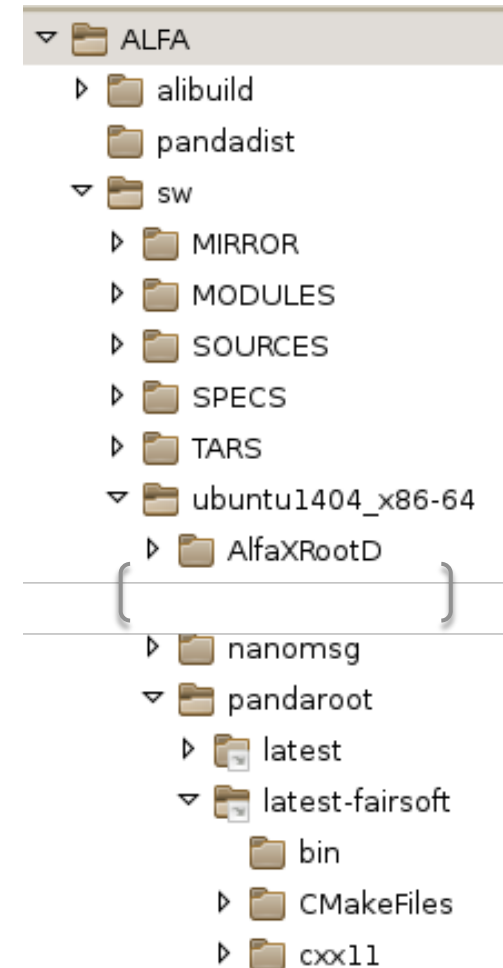 ALFA
alibuild
pandadist
sw
MIRROR
MODULES
SOURCES
SPECS
TARS
ubuntu1404_x86-64
AlfaXRootD
nanomsg
pandaroot
latest
latest-fairsoft
bin
CMakeFiles
cxx11